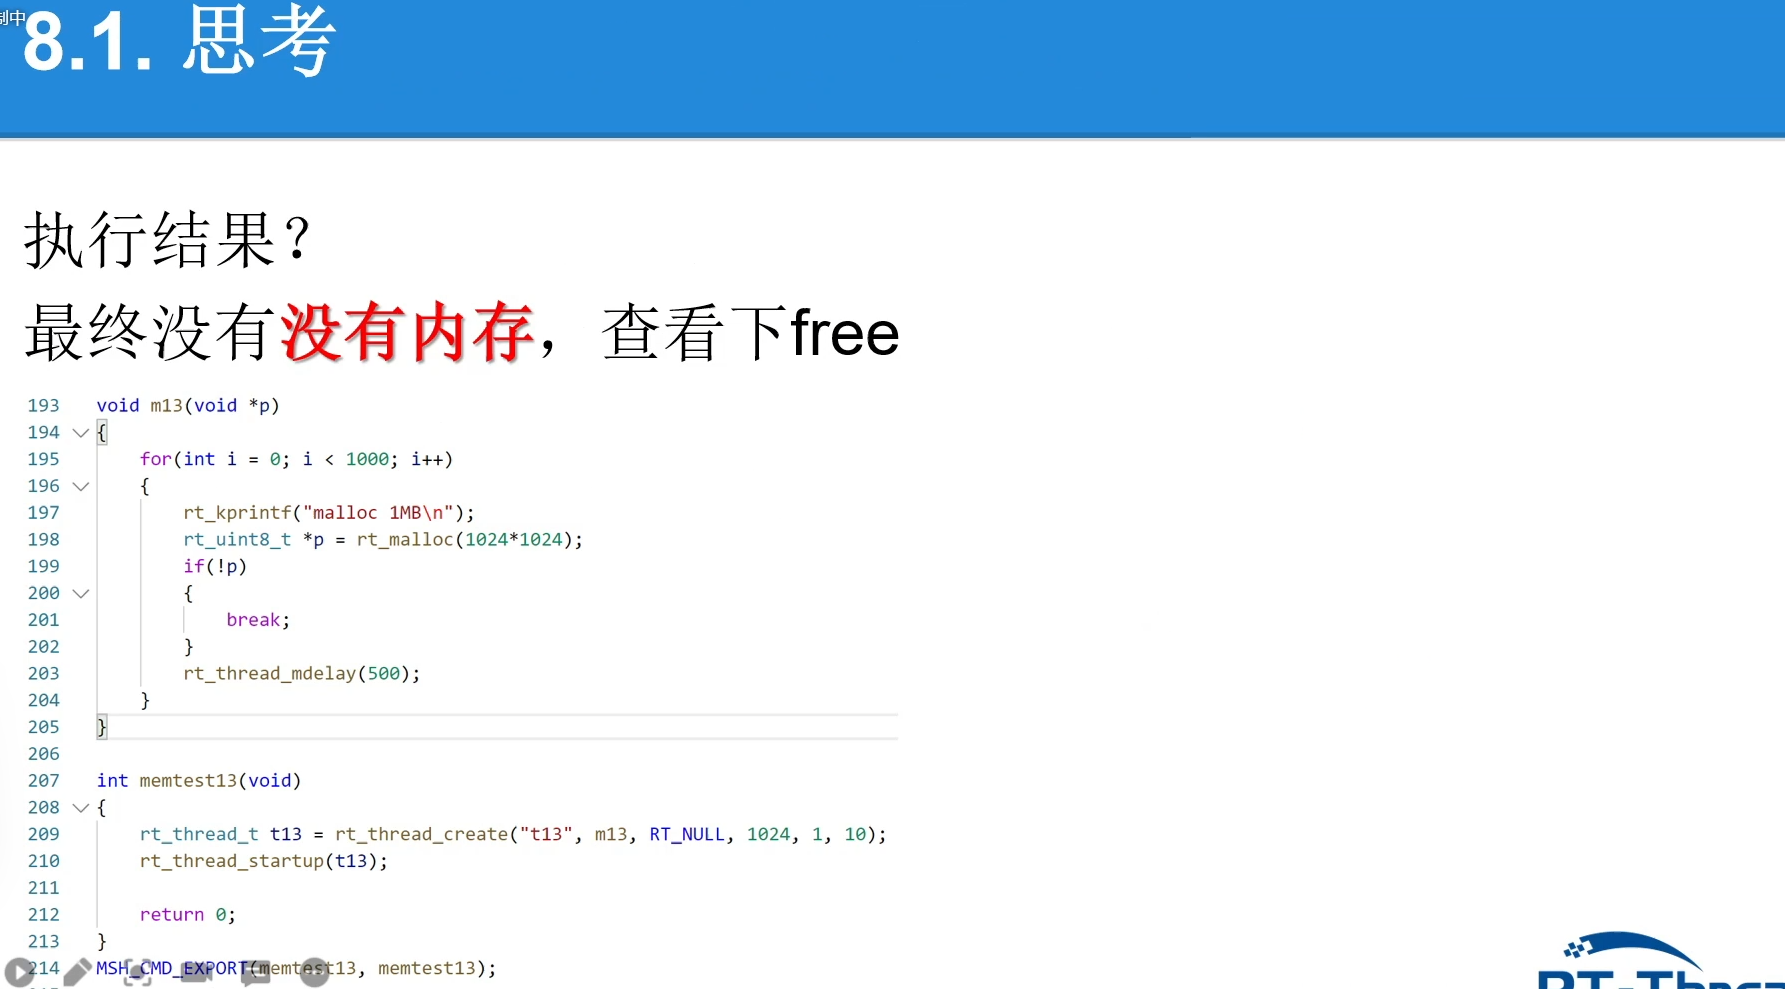 制中
8.1. 思考
执行结果？
最终没有没有内存，查看下free
193 void m13(void *p)
194 {
195 for(int i = 0; i < 1000; i++)
196 {
197 rt_kprintf("malloc 1MB\n");
198 rt_uint8_t *p = rt_malloc(1024*1024);
199 if(!p)
200 {
201 break;
202 }
203 rt_thread_mdelay(500);
204 }
205 }
206
207 int memtest13(void)
208 {
209 rt_thread_t t13 = rt_thread_create("t13", m13, RT_NULL, 1024, 1, 10);
210 rt_thread_startup(t13);
211
212 return 0;
213 }
214 MSH_CMD_EXPORT(memtest13, memtest13);